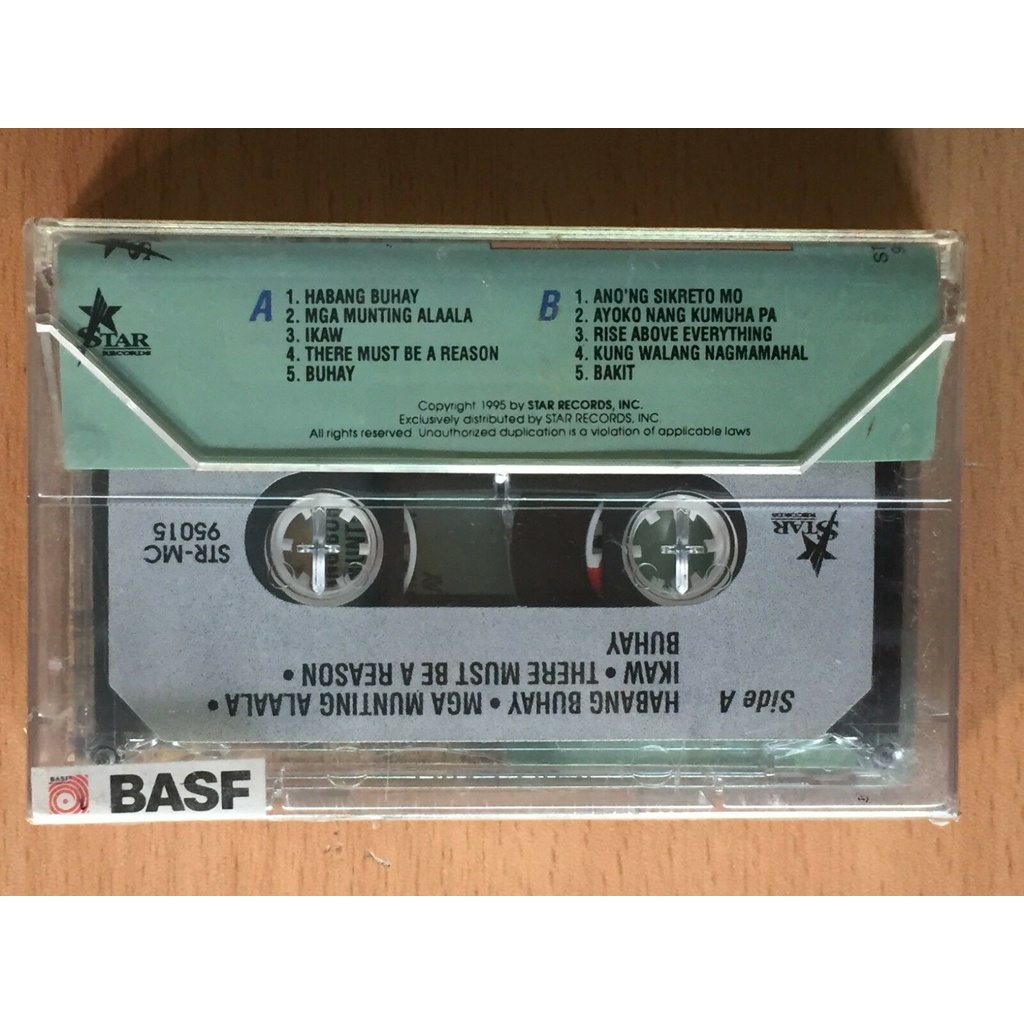 STAR
RECORDS
A
1. HABANG BUHAY
2. MGA MUNTING ALAALA
3. IKAW
4. THERE MUST BE A REASON
5. BUHAY
B
1. ANO'NG SIKRETO MO
2. AYOKO NANG KUMUHA PA
3. RISE ABOVE EVERYTHING
4. KUNG WALANG NAGMAMAHAL
5. BAKIT
Copyright 1995 by STAR RECORDS, INC.
Exclusively distributed by STAR RECORDS, INC.
All rights reserved. Unauthorized duplication is a violation of applicable laws
STR-MC
95015
STAR
RECORDS
Side A
HABANG BUHAY • MGA MUNTING ALAALA •
IKAW • THERE MUST BE A REASON •
BUHAY
BASF
BASF